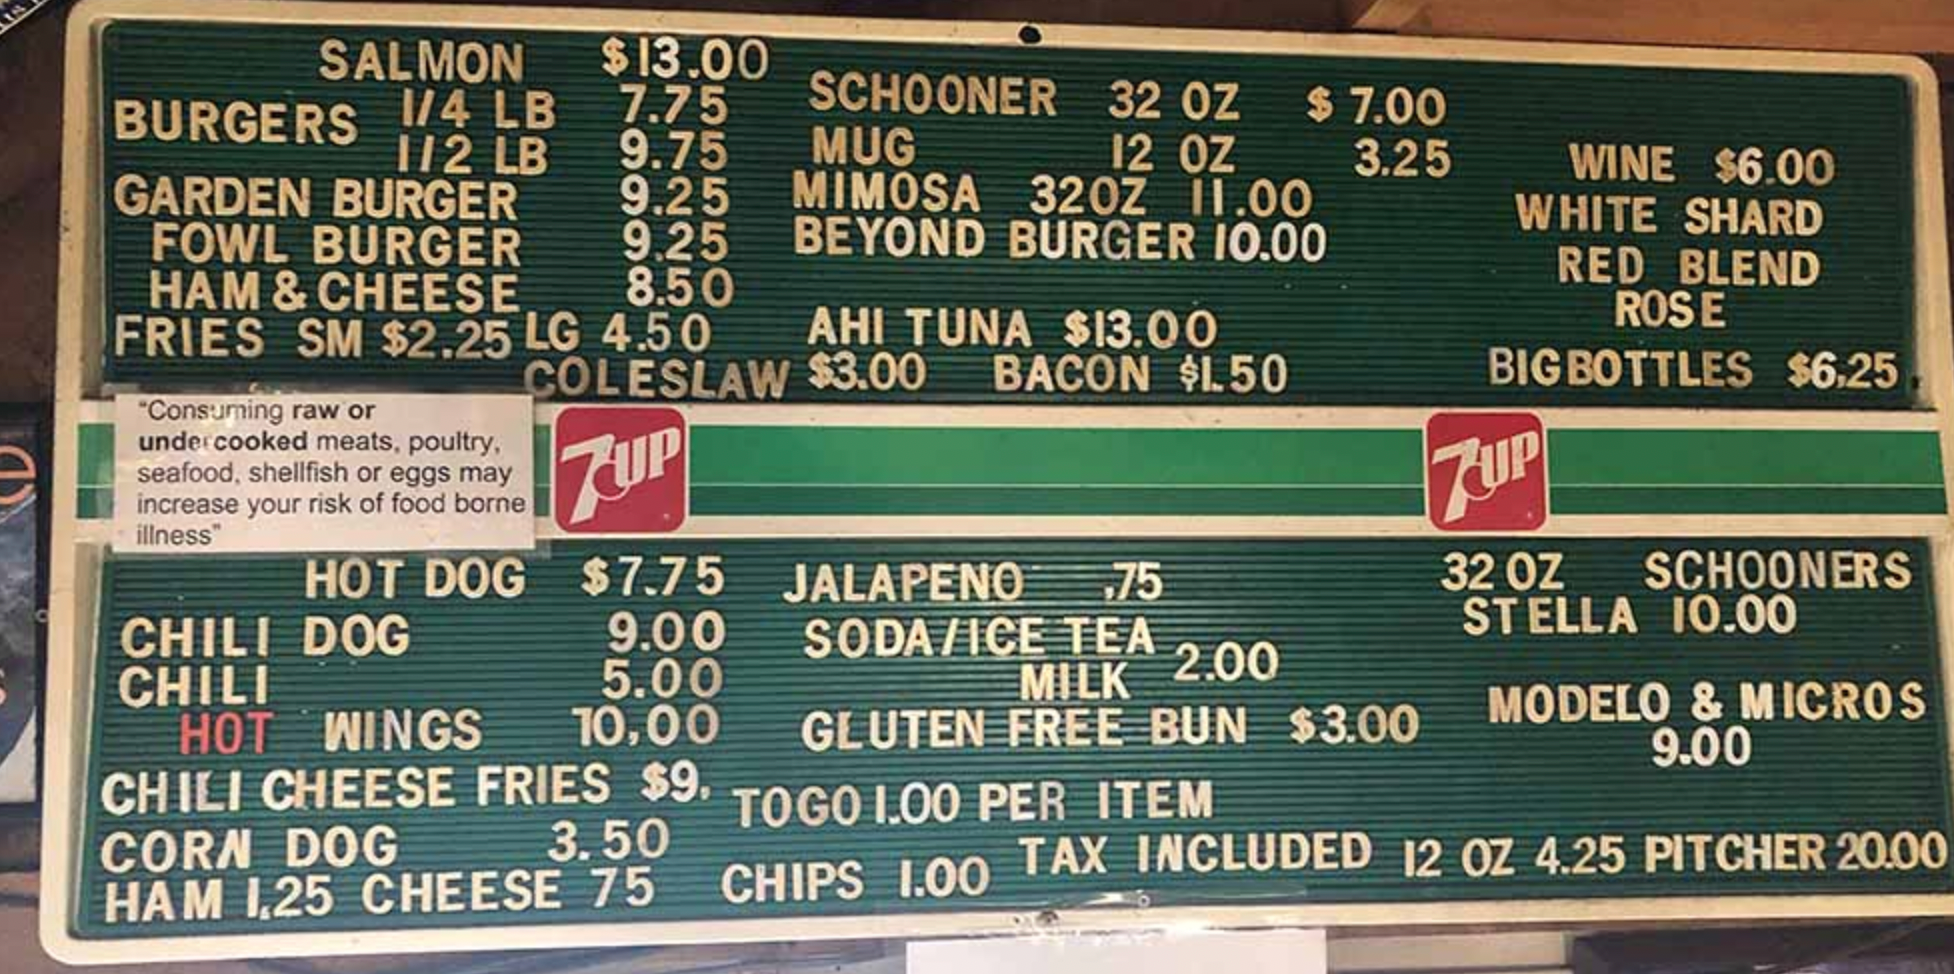 SALMON $13.00
BURGERS 1/4 LB 7.75
1/2 LB 9.75
GARDEN BURGER 9.25
FOWL BURGER 9.25
HAM & CHEESE 8.50
FRIES SM $2.25 LG 4.50
COLESLAW $3.00 BACON $1.50
SCHOONER 32 OZ $ 7.00
MUG 12 OZ 3.25
MIMOSA 32OZ 11.00
BEYOND BURGER 10.00
AHI TUNA $13.00
WINE $6.00
WHITE SHARD
RED BLEND
ROSE
BIG BOTTLES $6,25
"Consuming raw or
undercooked meats, poultry,
seafood, shellfish or eggs may
increase your risk of food borne
illness"
7UP
7UP
HOT DOG $7.75
CHILI DOG 9.00
CHILI 5.00
HOT WINGS 10,00
CHILI CHEESE FRIES $9.
CORN DOG 3.50
HAM 1.25 CHEESE 75
JALAPENO .75
SODA/ICE TEA
MILK 2.00
GLUTEN FREE BUN $3.00
TOGO 1.00 PER ITEM
CHIPS 1.00
TAX INCLUDED
32 OZ SCHOONERS
STELLA 10.00
MODELO & MICROS
9.00
12 OZ 4.25 PITCHER 20.00